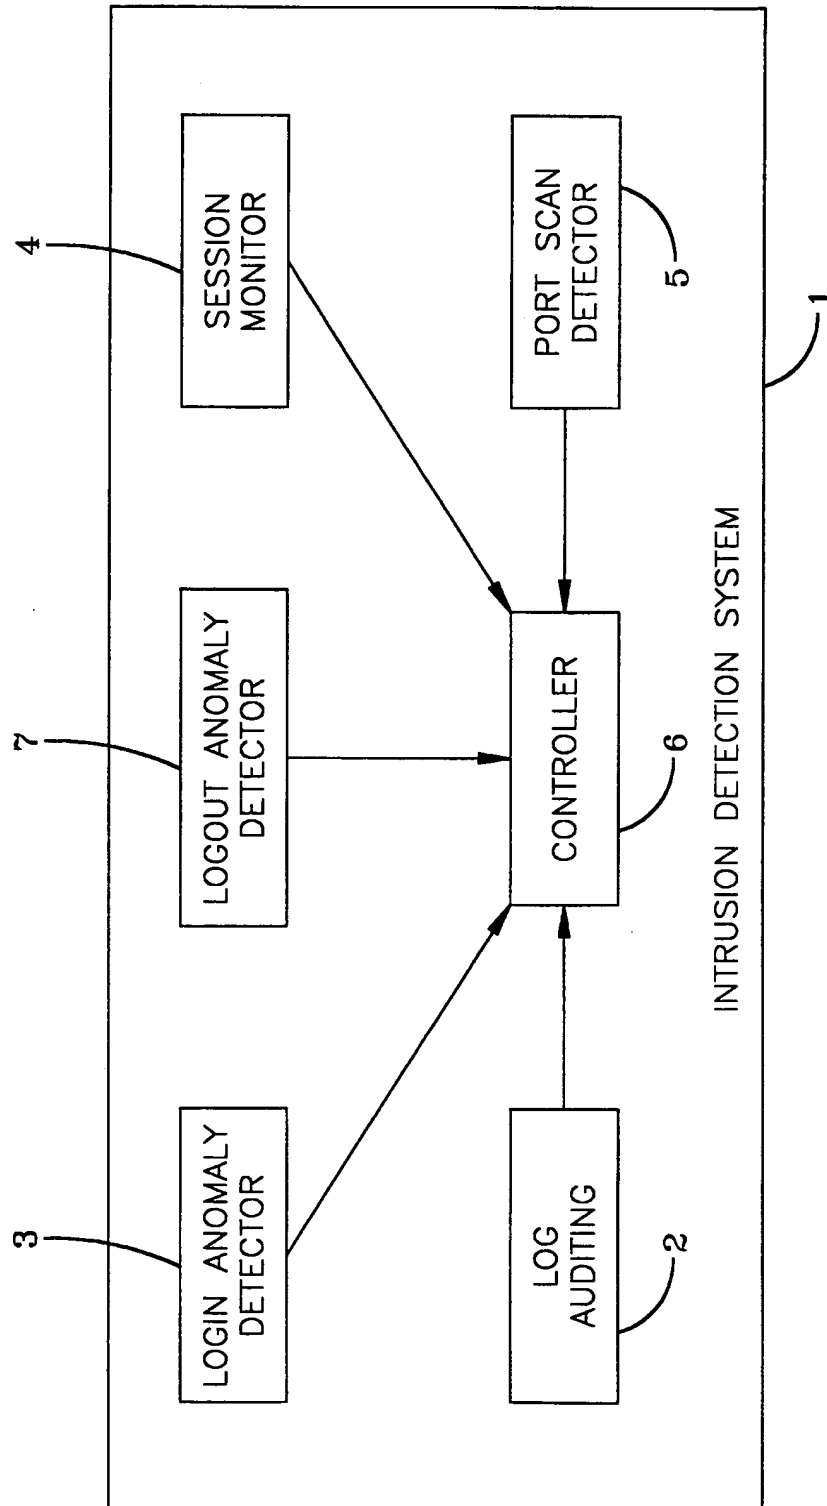 3
LOGIN ANOMALY
DETECTOR
7
LOGOUT ANOMALY
DETECTOR
4
SESSION
MONITOR
LOG
AUDITING
2
CONTROLLER
6
PORT SCAN
DETECTOR
5
INTRUSION DETECTION SYSTEM
1